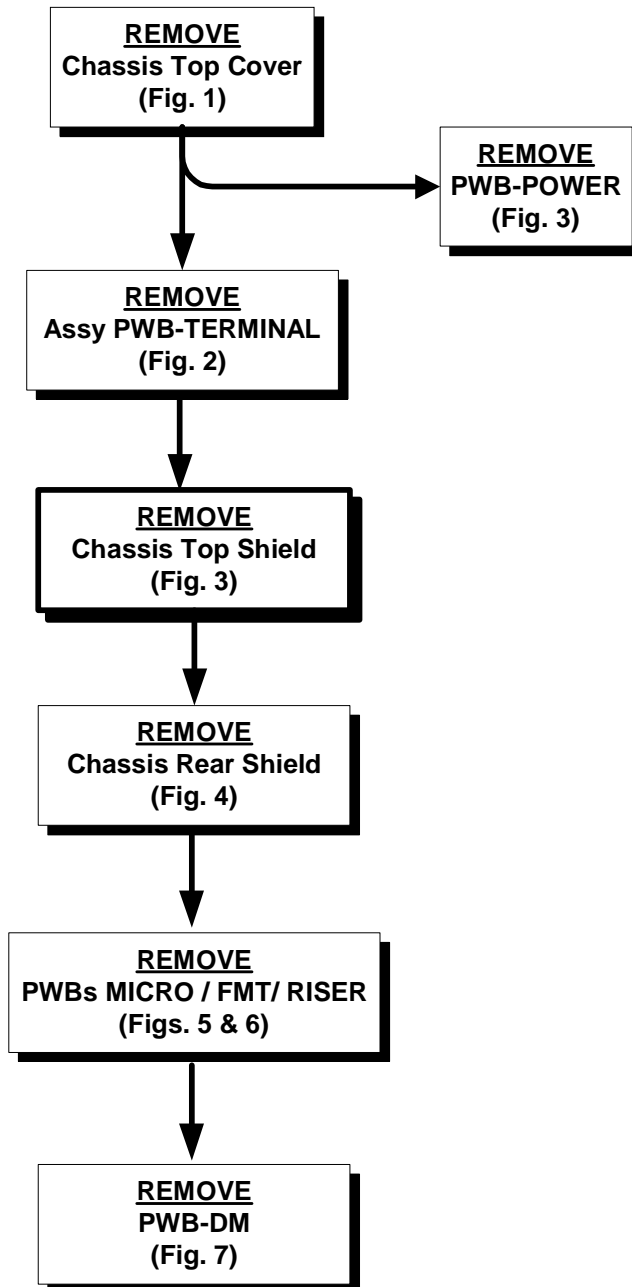 REMOVE
Chassis Top Cover
(Fig. 1)
REMOVE
PWB-POWER
(Fig. 3)
REMOVE
Assy PWB-TERMINAL
(Fig. 2)
REMOVE
Chassis Top Shield
(Fig. 3)
REMOVE
Chassis Rear Shield
(Fig. 4)
REMOVE
PWBs MICRO / FMT/ RISER
(Figs. 5 & 6)
REMOVE
PWB-DM
(Fig. 7)